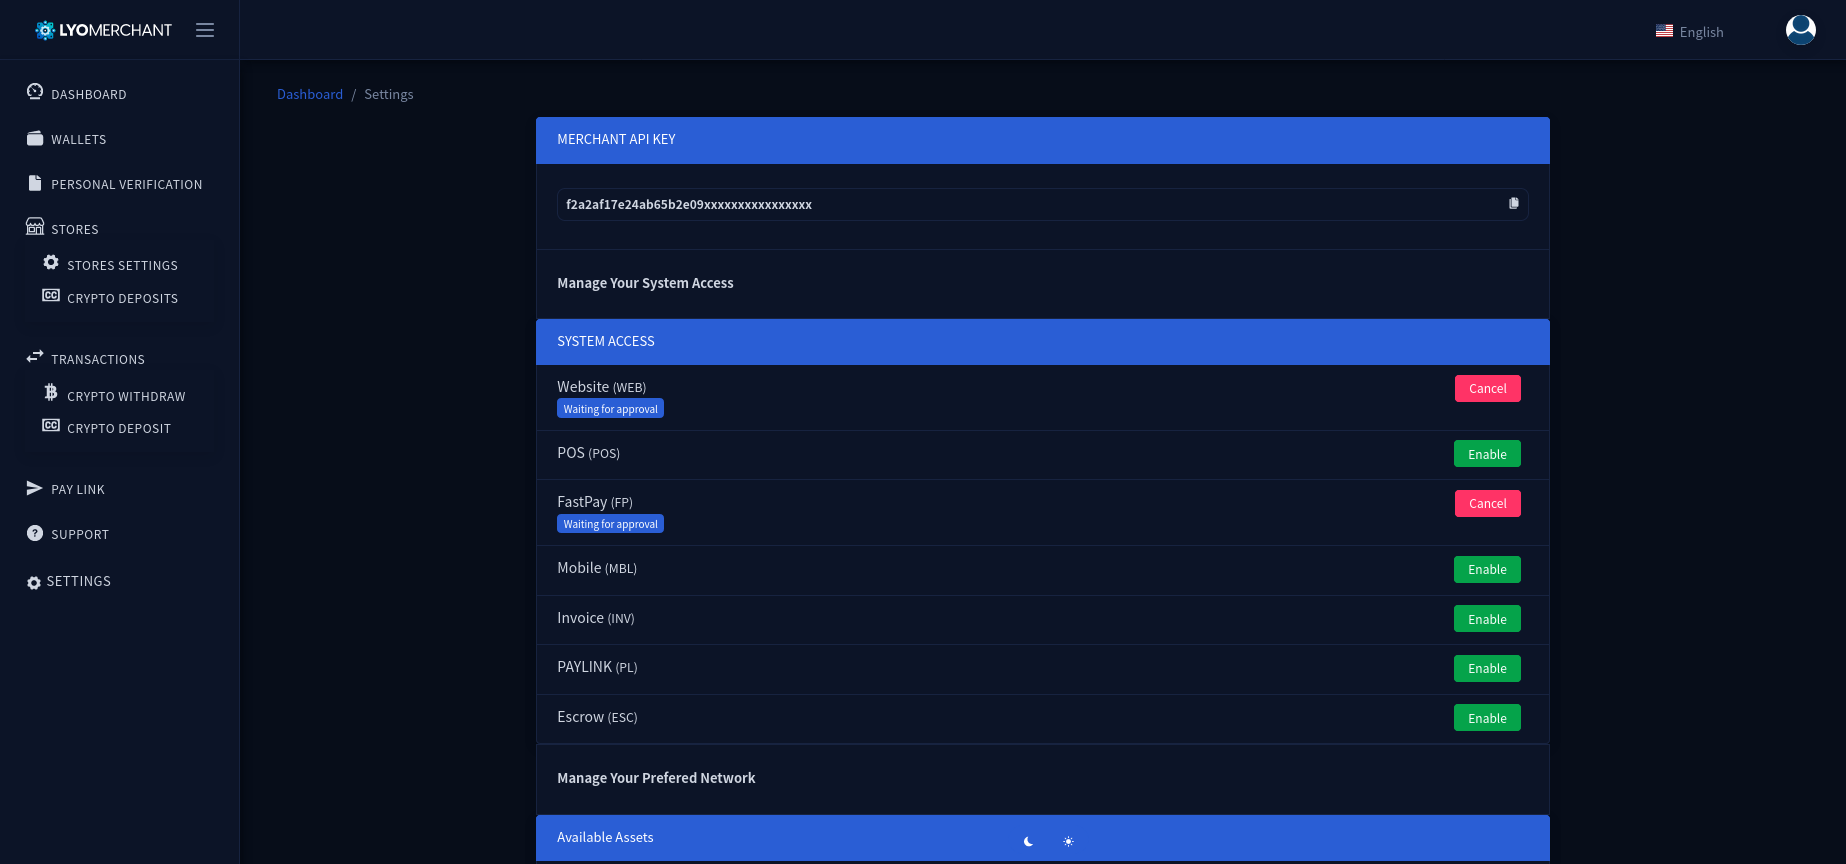 LYOMERCHANT
English
DASHBOARD
WALLETS
PERSONAL VERIFICATION
STORES
STORES SETTINGS
CC CRYPTO DEPOSITS
TRANSACTIONS
CRYPTO WITHDRAW
CC CRYPTO DEPOSIT
PAY LINK
? SUPPORT
SETTINGS
Dashboard / Settings
MERCHANT API KEY
f2a2af17e24ab65b2e09xxxxxxxxxxxxxxxx
Manage Your System Access
SYSTEM ACCESS
Website (WEB) Cancel
Waiting for approval
POS (POS) Enable
FastPay (FP) Cancel
Waiting for approval
Mobile (MBL) Enable
Invoice (INV) Enable
PAYLINK (PL) Enable
Escrow (ESC) Enable
Manage Your Prefered Network
Available Assets